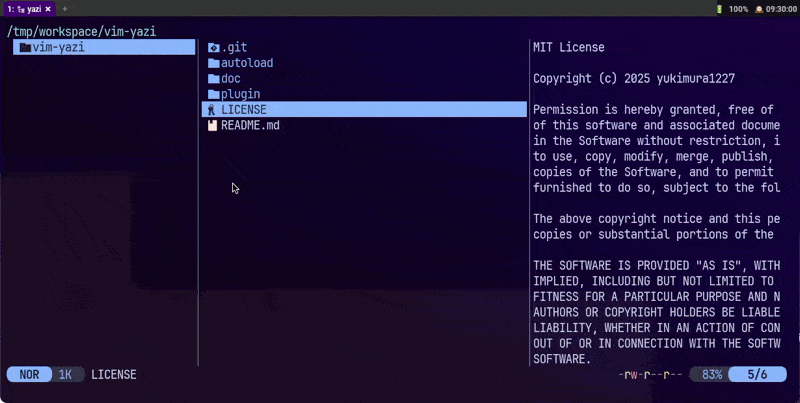 1: yazi × +
100% 09:30:00
/tmp/workspace/vim-yazi
vim-yazi
.git
autoload
doc
plugin
LICENSE
README.md
MIT License
Copyright (c) 2025 yukimura1227
Permission is hereby granted, free of
of this software and associated docume
in the Software without restriction, i
to use, copy, modify, merge, publish,
copies of the Software, and to permit
furnished to do so, subject to the fol
The above copyright notice and this pe
copies or substantial portions of the
THE SOFTWARE IS PROVIDED "AS IS", WITH
IMPLIED, INCLUDING BUT NOT LIMITED TO
FITNESS FOR A PARTICULAR PURPOSE AND N
AUTHORS OR COPYRIGHT HOLDERS BE LIABLE
LIABILITY, WHETHER IN AN ACTION OF CON
OUT OF OR IN CONNECTION WITH THE SOFTW
SOFTWARE.
NOR 1K LICENSE -rw-r--r-- 83% 5/6